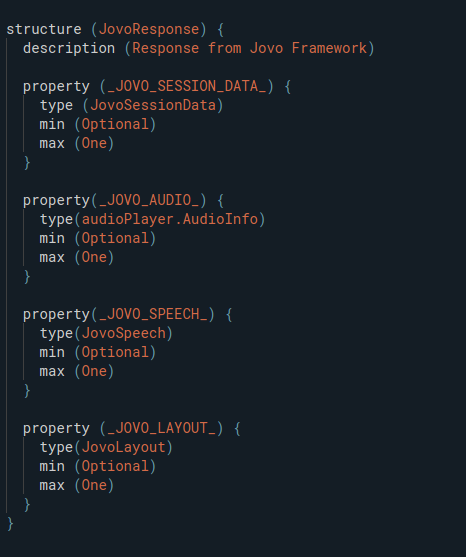 structure (JovoResponse) {
  description (Response from Jovo Framework)

  property (_JOVO_SESSION_DATA_) {
    type (JovoSessionData)
    min (Optional)
    max (One)
  }

  property(_JOVO_AUDIO_) {
    type(audioPlayer.AudioInfo)
    min (Optional)
    max (One)
  }

  property(_JOVO_SPEECH_) {
    type(JovoSpeech)
    min (Optional)
    max (One)
  }

  property (_JOVO_LAYOUT_) {
    type(JovoLayout)
    min (Optional)
    max (One)
  }
}